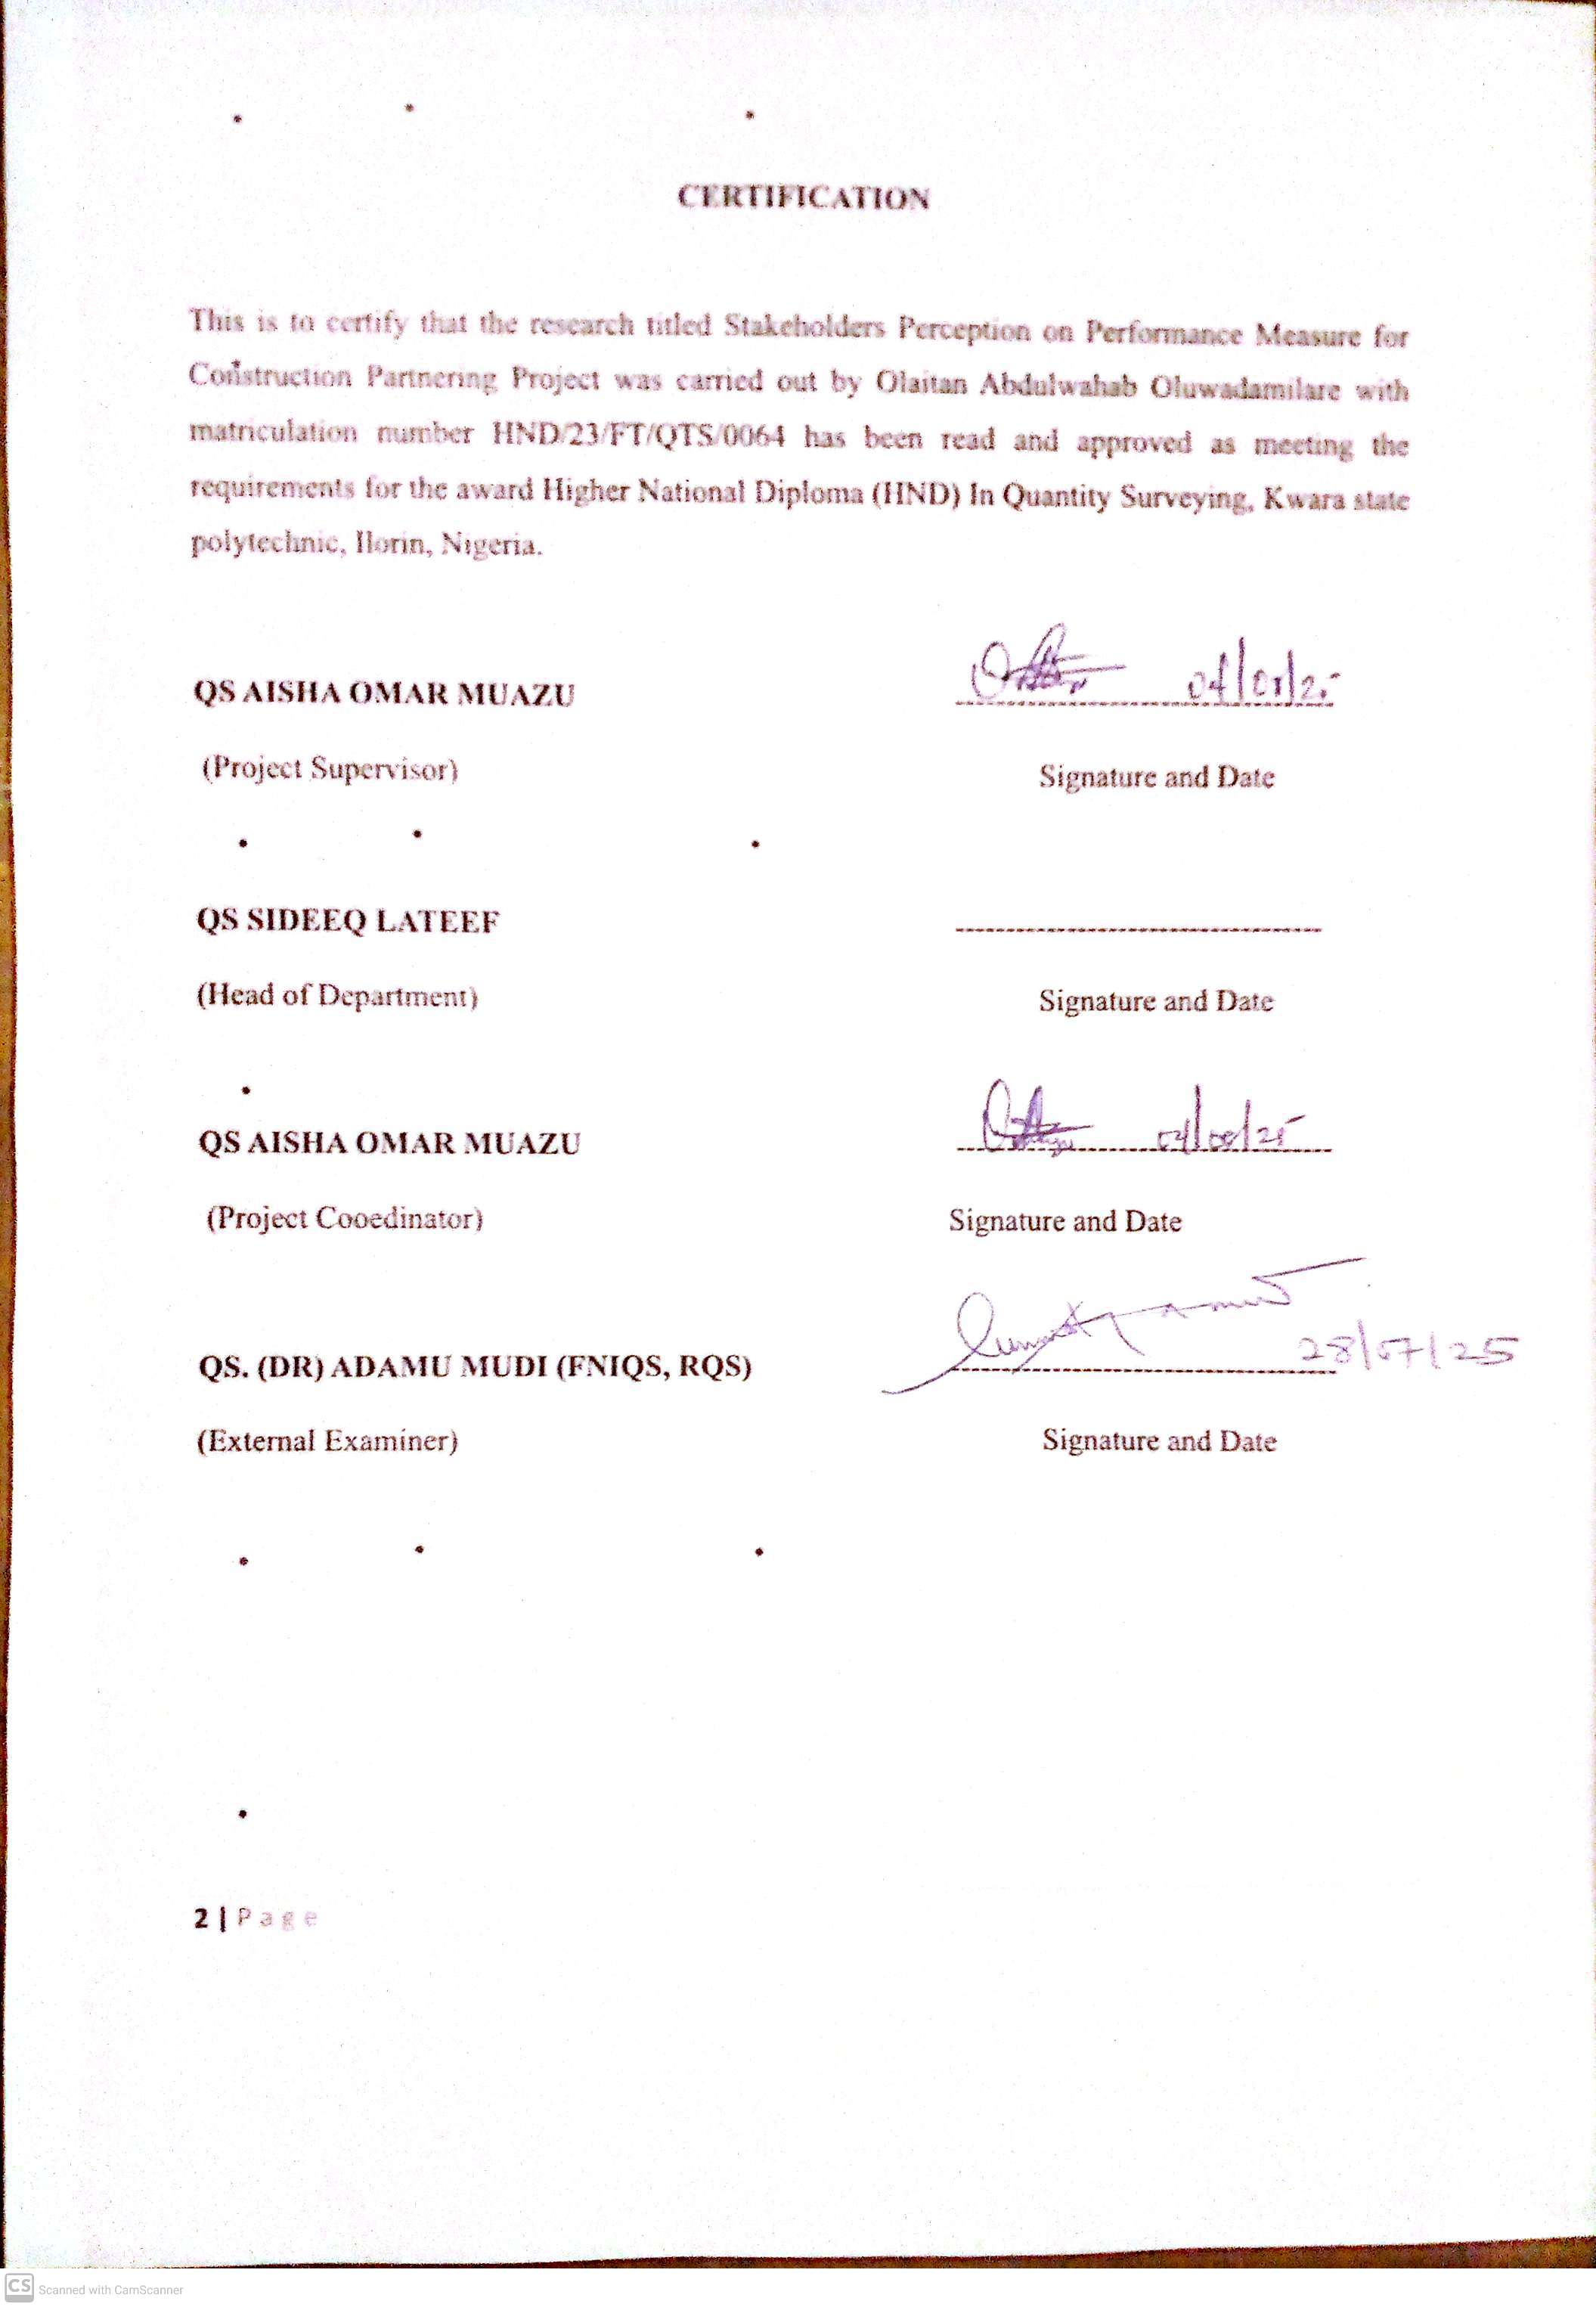 CERTIFICATION
This is to certify that the research titled Stakeholders Perception on Performance Measure for
Construction Partnering Project was carried out by Olaitan Abdulwahab Oluwadamilare with
matriculation number HND/23/FT/QTS/0064 has been read and approved as meeting the
requirements for the award Higher National Diploma (HND) In Quantity Surveying, Kwara state
polytechnic, Ilorin, Nigeria.
QS AISHA OMAR MUAZU
(Project Supervisor) Signature and Date
QS SIDEEQ LATEEF
(Head of Department) Signature and Date
QS AISHA OMAR MUAZU
(Project Cooedinator) Signature and Date
28/07/25
QS. (DR) ADAMU MUDI (FNIQS, RQS)
(External Examiner) Signature and Date
2 | Page
CS Scanned with CamScanner